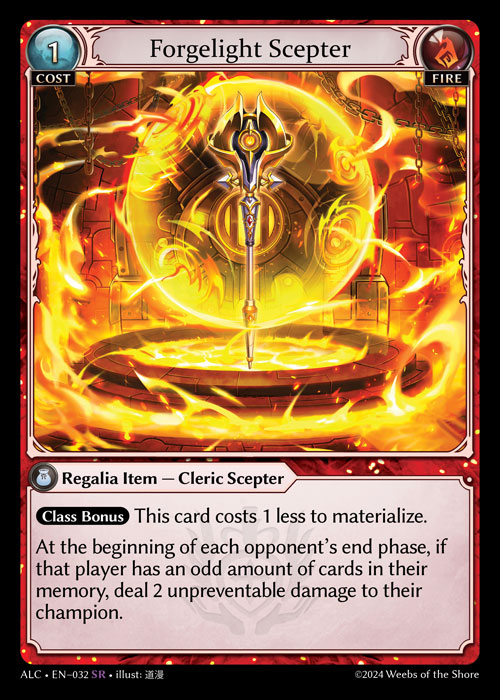 1
COST
Forgelight Scepter
FIRE
Regalia Item — Cleric Scepter
Class Bonus This card costs 1 less to materialize.
At the beginning of each opponent's end phase, if
that player has an odd amount of cards in their
memory, deal 2 unpreventable damage to their
champion.
ALC • EN–032 SR • illust: 道漫
©2024 Weebs of the Shore